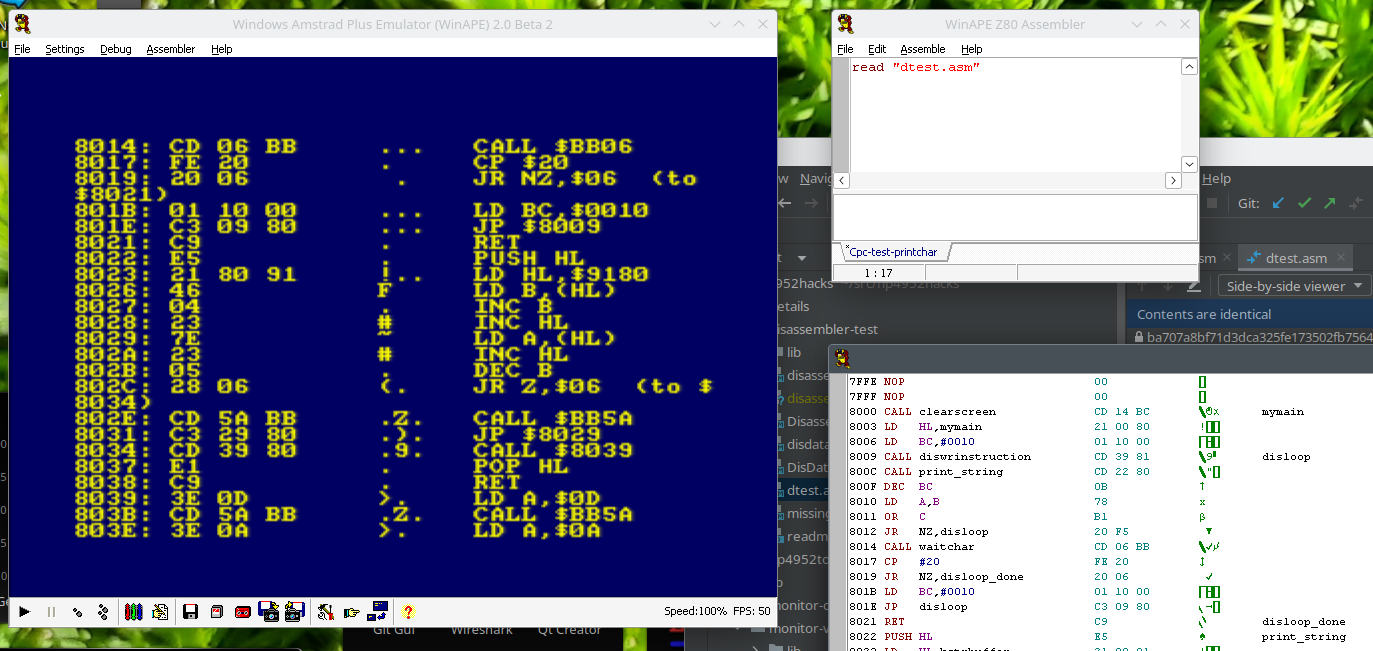 Windows Amstrad Plus Emulator (WinAPE) 2.0 Beta 2
File Settings Debug Assembler Help
8014: CD 06 BB ... CALL $BB06
8017: FE 20 . CP $20
8019: 20 06 . JR NZ,$06 (to
$8021)
801B: 01 10 00 ... LD BC,$0010
801E: C3 09 80 ... JP $8009
8021: C9 . RET
8022: E5 . PUSH HL
8023: 21 80 91 !.. LD HL,$9180
8026: 46 F LD B,(HL)
8027: 04 . INC B
8028: 23 # INC HL
8029: 7E ~ LD A,(HL)
802A: 23 # INC HL
802B: 05 . DEC B
802C: 28 06 (. JR Z,$06 (to $
8034)
802E: CD 5A BB .Z. CALL $BB5A
8031: C3 29 80 .). JP $8029
8034: CD 39 80 .9. CALL $8039
8037: E1 . POP HL
8038: C9 . RET
8039: 3E 0D >. LD A,$0D
803B: CD 5A BB .Z. CALL $BB5A
803E: 3E 0A >. LD A,$0A
Speed:100% FPS: 50
Git Gui Wireshark Qt Creator
WinAPE Z80 Assembler
File Edit Assemble Help
read "dtest.asm"
Cpc-test-printchar
1 : 17
Help
Git:
dtest.asm
Side-by-side viewer
Contents are identical
ba707a8bf71d3dca325fe173502fb7564
lib
readm
monitor-v
lib
7FFE NOP 00
7FFF NOP 00
8000 CALL clearscreen CD 14 BC mymain
8003 LD HL,mymain 21 00 80
8006 LD BC,#0010 01 10 00
8009 CALL diswrinstruction CD 39 81 disloop
800C CALL print_string CD 22 80
800F DEC BC 0B
8010 LD A,B 78 x
8011 OR C B1
8012 JR NZ,disloop 20 F5
8014 CALL waitchar CD 06 BB
8017 CP #20 FE 20
8019 JR NZ,disloop_done 20 06
801B LD BC,#0010 01 10 00
801E JP disloop C3 09 80
8021 RET C9 disloop_done
8022 PUSH HL E5 print_string